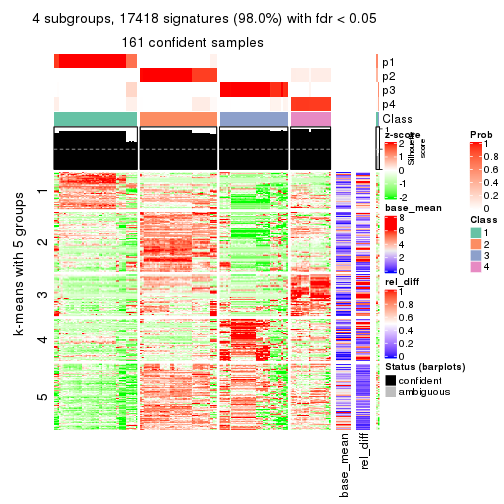 4 subgroups, 17418 signatures (98.0%) with fdr < 0.05
161 confident samples
p1
p2
p3
p4
Class
1
0
Silhouette
score
k-means with 5 groups
1
2
3
4
5
base_mean
rel_diff
z-score
2
1
0
-1
-2
base_mean
8
6
4
2
0
rel_diff
1
0.8
0.6
0.4
0.2
0
Status (barplots)
confident
ambiguous
Prob
1
0.8
0.6
0.4
0.2
0
Class
1
2
3
4